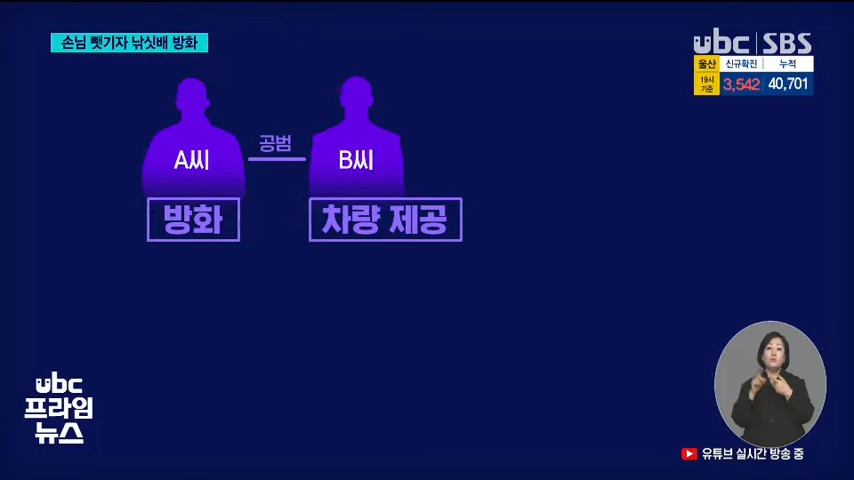 손님 뺏기자 낚싯배 방화
ubc SBS
울산 신규확진 누적
19시 기준 3,542 40,701
공범
A씨 B씨
방화 차량 제공
ubc
프라임
뉴스
유튜브 실시간 방송 중